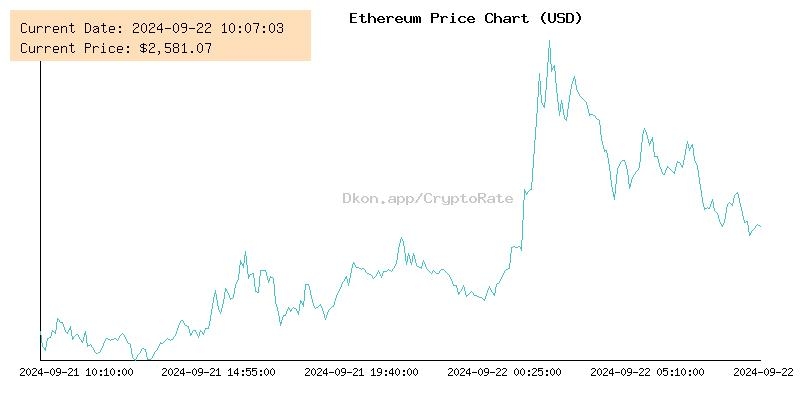 Ethereum Price Chart (USD)
Current Date: 2024-09-22 10:07:03
Current Price: $2,581.07
Dkon.app/CryptoRate
2024-09-21 10:10:00 2024-09-21 14:55:00 2024-09-21 19:40:00 2024-09-22 00:25:00 2024-09-22 05:10:00 2024-09-22